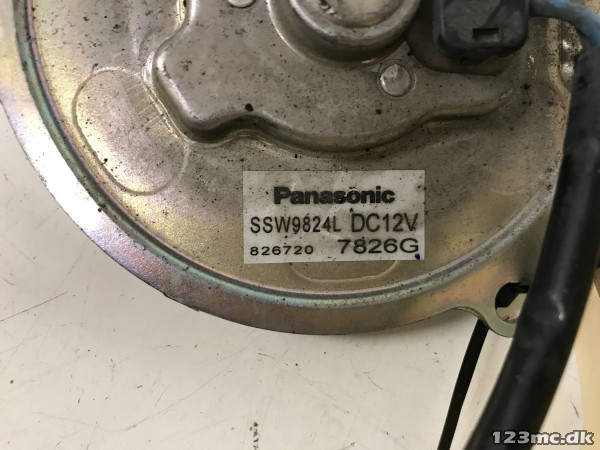 Panasonic
SSW9824L DC12V
826720 7826G
123mc.dk